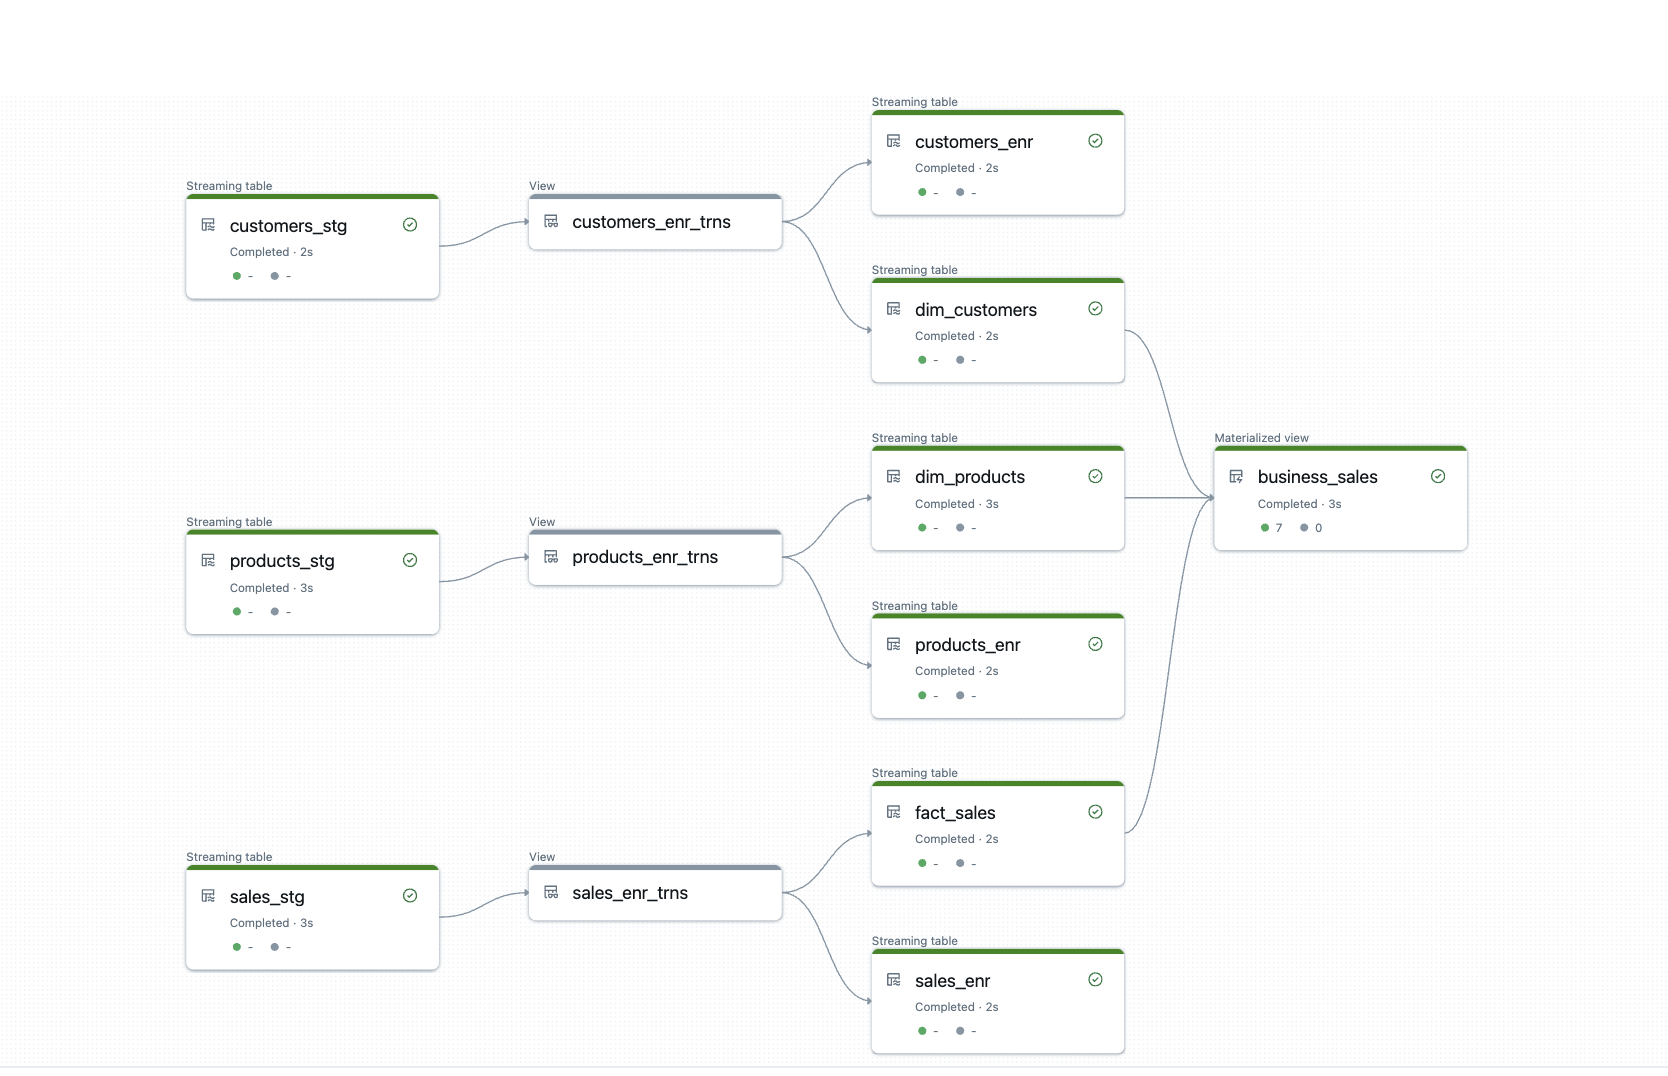 Streaming table
customers_stg
Completed · 2s
- -
View
customers_enr_trns
Streaming table
customers_enr
Completed · 2s
- -
Streaming table
dim_customers
Completed · 2s
- -
Streaming table
products_stg
Completed · 3s
- -
View
products_enr_trns
Streaming table
dim_products
Completed · 3s
- -
Streaming table
products_enr
Completed · 2s
- -
Streaming table
sales_stg
Completed · 3s
- -
View
sales_enr_trns
Streaming table
fact_sales
Completed · 2s
- -
Streaming table
sales_enr
Completed · 2s
- -
Materialized view
business_sales
Completed · 3s
7 0